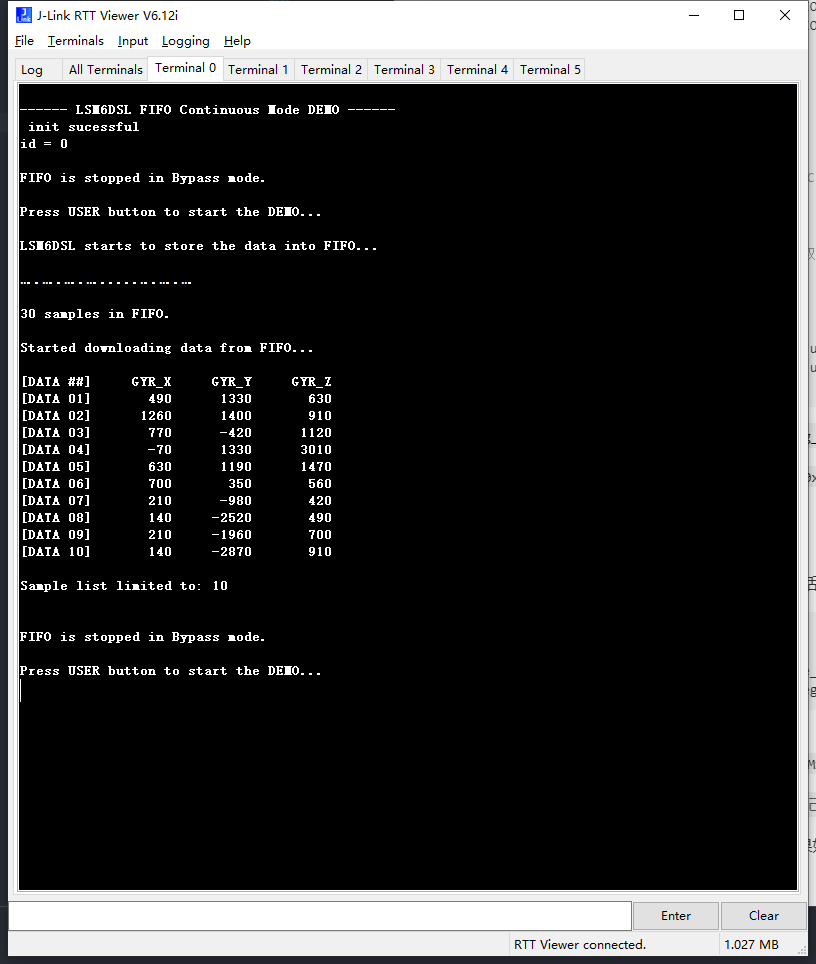 J-Link RTT Viewer V6.12i
File Terminals Input Logging Help
Log All Terminals Terminal 0 Terminal 1 Terminal 2 Terminal 3 Terminal 4 Terminal 5
------ LSM6DSL FIFO Continuous Mode DEMO ------
init sucessful
id = 0
FIFO is stopped in Bypass mode.
Press USER button to start the DEMO...
LSM6DSL starts to store the data into FIFO...
30 samples in FIFO.
Started downloading data from FIFO...
[DATA ##] GYR_X GYR_Y GYR_Z
[DATA 01] 490 1330 630
[DATA 02] 1260 1400 910
[DATA 03] 770 -420 1120
[DATA 04] -70 1330 3010
[DATA 05] 630 1190 1470
[DATA 06] 700 350 560
[DATA 07] 210 -980 420
[DATA 08] 140 -2520 490
[DATA 09] 210 -1960 700
[DATA 10] 140 -2870 910
Sample list limited to: 10
FIFO is stopped in Bypass mode.
Press USER button to start the DEMO...
Enter Clear
RTT Viewer connected. 1.027 MB